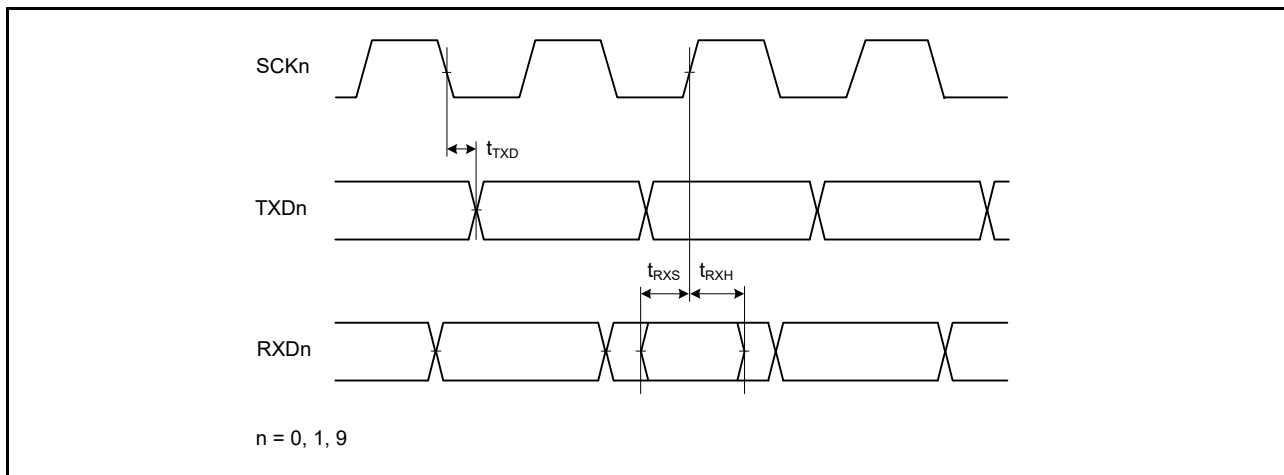 SCKn
tTXD
TXDn
tRXS tRXH
RXDn
n = 0, 1, 9